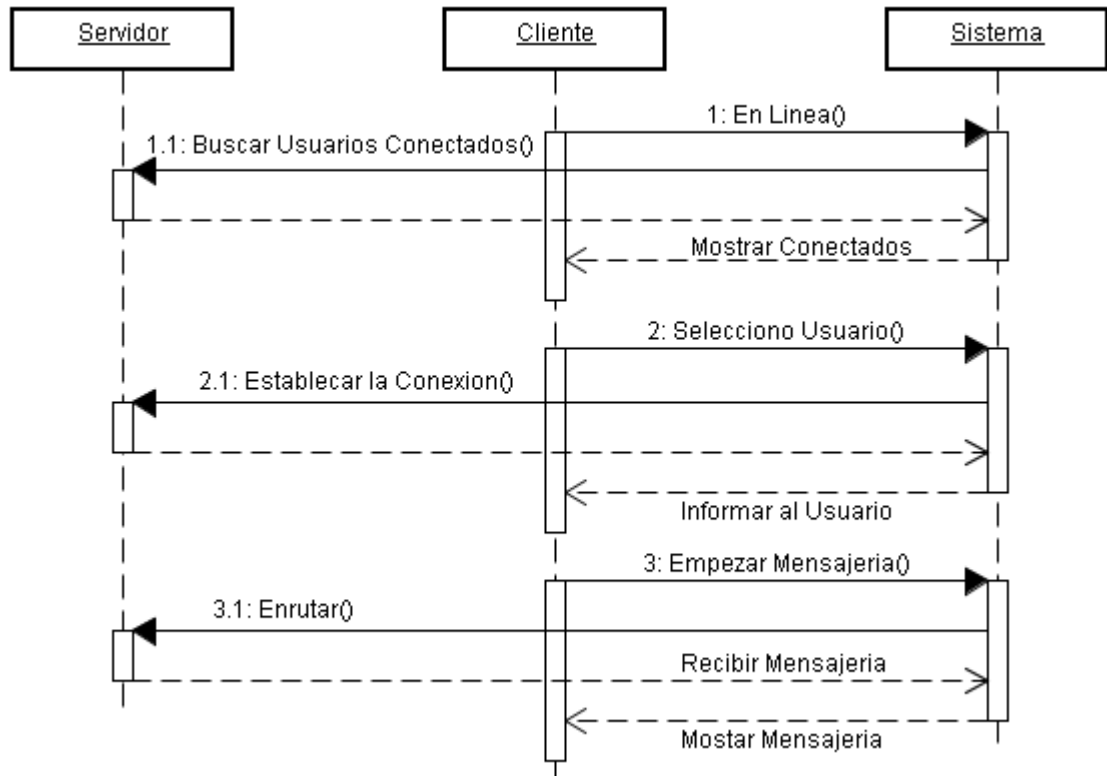 Servidor
Cliente
Sistema
1: En Linea()
1.1: Buscar Usuarios Conectados()
Mostrar Conectados
2: Selecciono Usuario()
2.1: Establecar la Conexion()
Informar al Usuario
3: Empezar Mensajeria()
3.1: Enrutar()
Recibir Mensajeria
Mostar Mensajeria